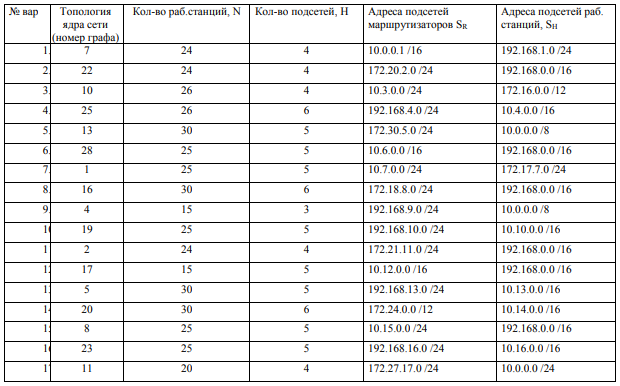 № вар Топология ядра сети (номер графа) Кол-во раб.станций, N Кол-во подсетей, H Адреса подсетей маршрутизаторов SR Адреса подсетей раб. станций, SH
1. 7 24 4 10.0.0.1 /16 192.168.1.0 /24
2. 22 24 4 172.20.2.0 /24 192.168.0.0 /16
3. 10 26 4 10.3.0.0 /24 172.16.0.0 /12
4. 25 26 6 192.168.4.0 /24 10.4.0.0 /16
5. 13 30 5 172.30.5.0 /24 10.0.0.0 /8
6. 28 25 5 10.6.0.0 /16 192.168.0.0 /16
7. 1 25 5 10.7.0.0 /24 172.17.7.0 /24
8. 16 30 6 172.18.8.0 /24 192.168.0.0 /16
9. 4 15 3 192.168.9.0 /24 10.0.0.0 /8
10 19 25 5 192.168.10.0 /24 10.10.0.0 /16
1 2 24 4 172.21.11.0 /24 192.168.0.0 /16
12 17 15 5 10.12.0.0 /16 192.168.0.0 /16
13 5 30 5 192.168.13.0 /24 10.13.0.0 /16
14 20 30 6 172.24.0.0 /12 10.14.0.0 /16
15 8 25 5 10.15.0.0 /24 192.168.0.0 /16
16 23 25 5 192.168.16.0 /24 10.16.0.0 /16
17 11 20 4 172.27.17.0 /24 10.0.0.0 /24